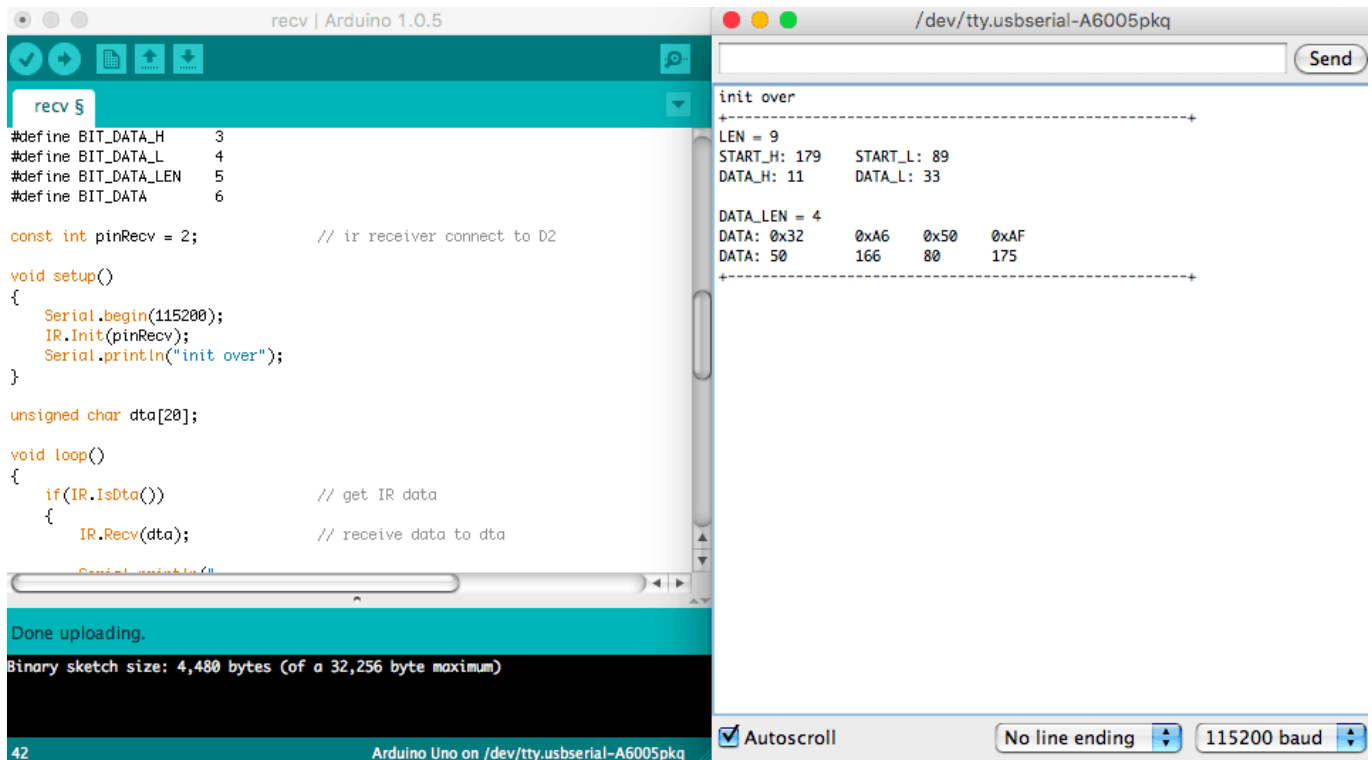 recv | Arduino 1.0.5
recv §
#define BIT_DATA_H 3
#define BIT_DATA_L 4
#define BIT_DATA_LEN 5
#define BIT_DATA 6
const int pinRecv = 2; // ir receiver connect to D2
void setup()
{
Serial.begin(115200);
IR.Init(pinRecv);
Serial.println("init over");
}
unsigned char dta[20];
void loop()
{
if(IR.IsDta()) // get IR data
{
IR.Recv(dta); // receive data to dta
Done uploading.
Binary sketch size: 4,480 bytes (of a 32,256 byte maximum)
42 Arduino Uno on /dev/tty.usbserial-A6005pkq
/dev/tty.usbserial-A6005pkq
Send
init over
+------------------------------------------------------+
LEN = 9
START_H: 179 START_L: 89
DATA_H: 11 DATA_L: 33
DATA_LEN = 4
DATA: 0x32 0xA6 0x50 0xAF
DATA: 50 166 80 175
+------------------------------------------------------+
Autoscroll No line ending 115200 baud